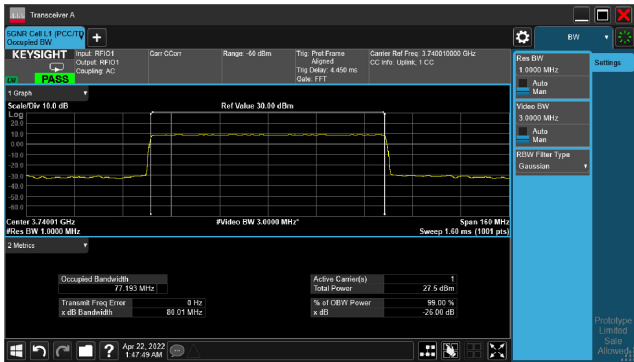 Transceiver A
5GNR Cell L1 (PCC/TD
Occupied BW
+
BW
KEYSIGHT
Input: RFIO1
Output: RFIO1
Coupling: AC
Corr CCorr
Range: -60 dBm
Trig: Prot Frame
Aligned
Trig Delay: 4.450 ms
Gate: FFT
Carrier Ref Freq: 3.740010000 GHz
CC Info: Uplink, 1 CC
PASS
1 Graph
Scale/Div 10.0 dB
Ref Value 30.00 dBm
Log
20.0
10.0
0.00
-10.0
-20.0
-30.0
-40.0
-50.0
-60.0
Center 3.74001 GHz
#Video BW 3.0000 MHz*
Span 160 MHz
#Res BW 1.0000 MHz
Sweep 1.60 ms (1001 pts)
2 Metrics
Occupied Bandwidth
77.193 MHz
Active Carrier(s) 1
Total Power 27.5 dBm
Transmit Freq Error 0 Hz
x dB Bandwidth 80.01 MHz
% of OBW Power 99.00 %
x dB -26.00 dB
Res BW
1.0000 MHz
Auto
Man
Video BW
3.0000 MHz
Auto
Man
RBW Filter Type
Gaussian
Settings
Prototype
Limited
Sale
Allowed
?
Apr 22, 2022
1:47:49 AM